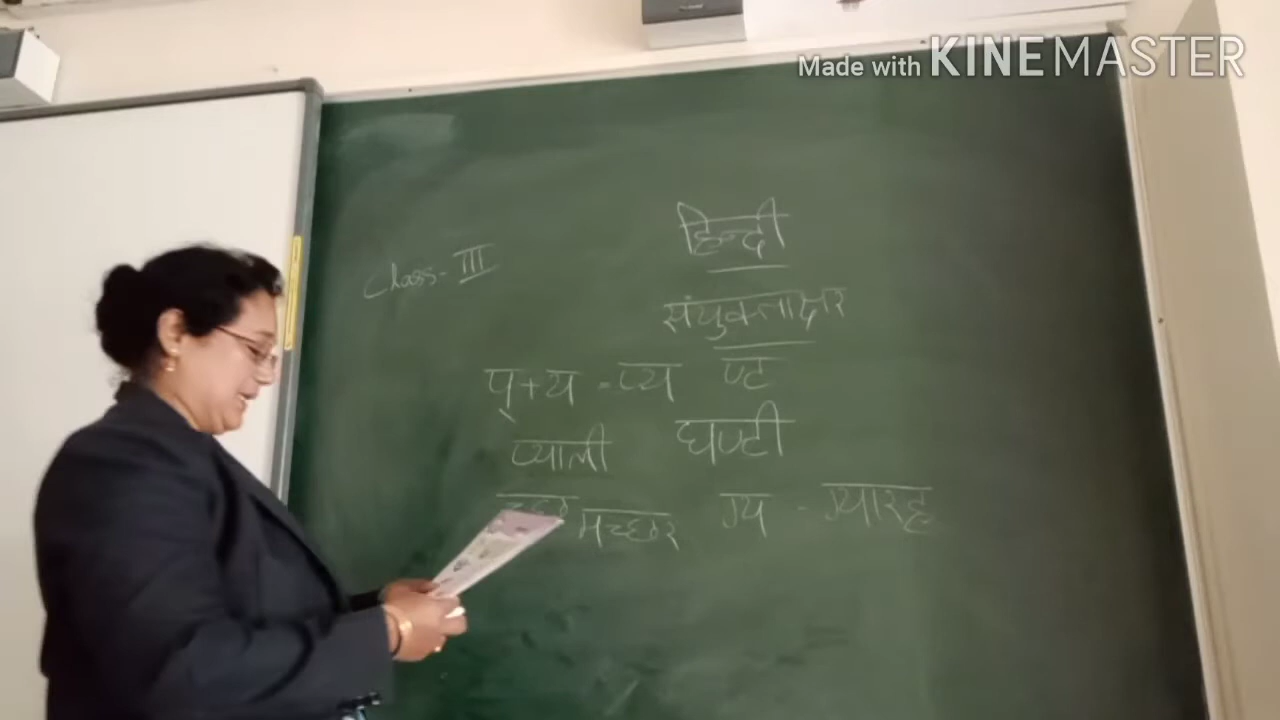 Made with KINEMASTER
हिन्दी
Class - III
संयुक्ताक्षर
प् + य = प्य ण्ट
प्याली घण्टी
च्छ मच्छर ग्य - ग्यारह